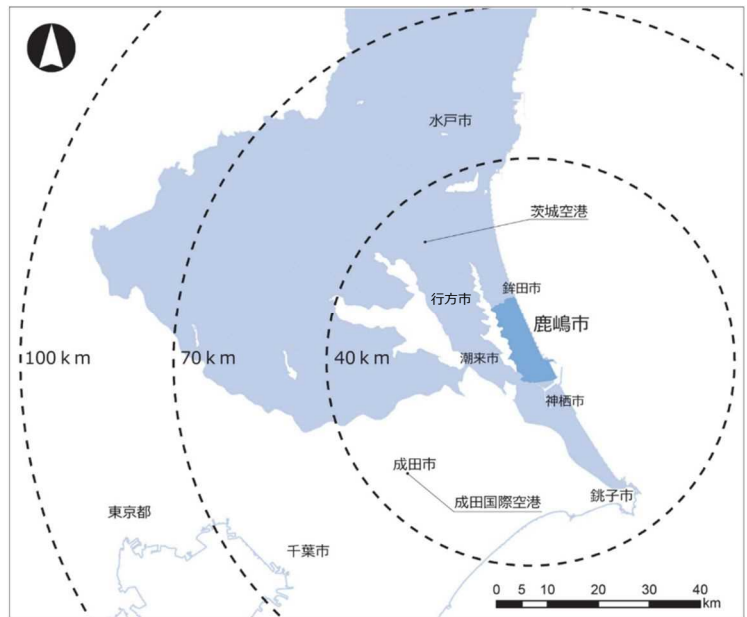 水戸市
茨城空港
鉾田市
行方市
鹿嶋市
100ｋｍ
70ｋｍ
40ｋｍ
潮来市
神栖市
成田市
成田国際空港
銚子市
東京都
千葉市
0 5 10 20 30 40
km